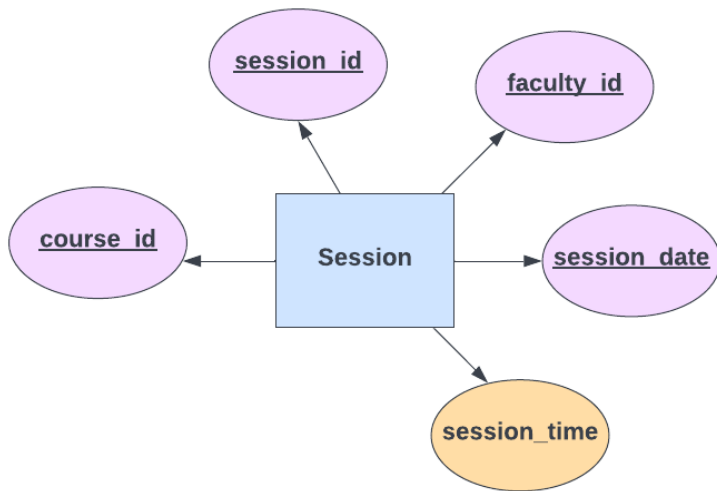 session_id
faculty_id
course_id
Session
session_date
session_time